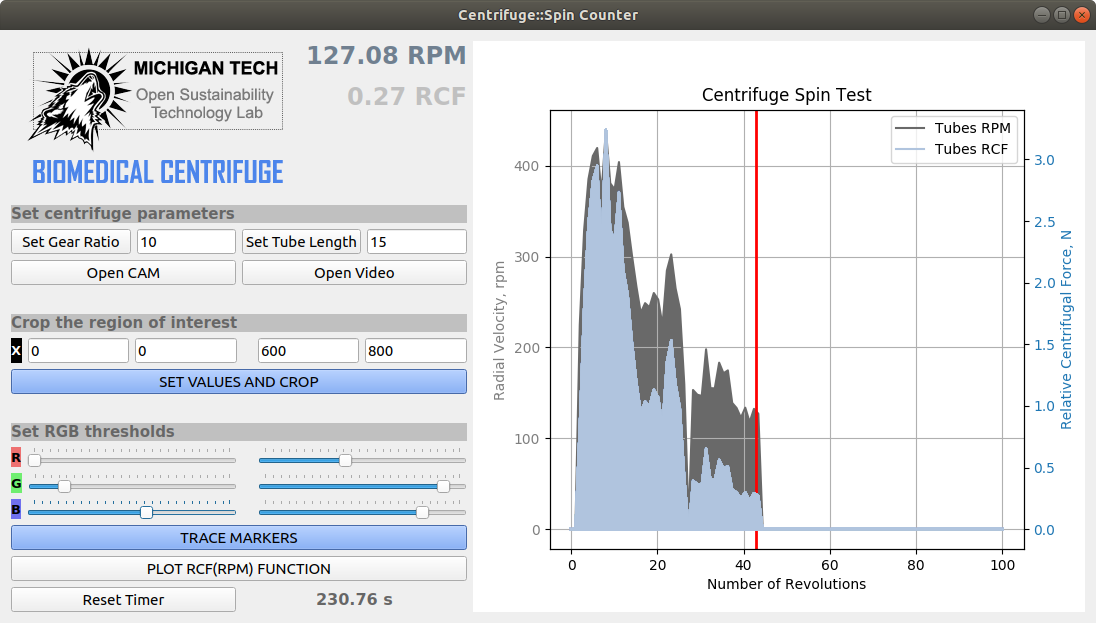 Centrifuge::Spin Counter
MICHIGAN TECH
Open Sustainability
Technology Lab
127.08 RPM
0.27 RCF
BIOMEDICAL CENTRIFUGE
Set centrifuge parameters
Set Gear Ratio 10 Set Tube Length 15
Open CAM Open Video
Crop the region of interest
X 0 0 600 800
SET VALUES AND CROP
Set RGB thresholds
R
G
B
TRACE MARKERS
PLOT RCF(RPM) FUNCTION
Reset Timer 230.76 s
Centrifuge Spin Test
Tubes RPM
Tubes RCF
Radial Velocity, rpm
400
300
200
100
0
3.0
2.5
2.0
1.5
1.0
0.5
0.0
Relative Centrifugal Force, N
0 20 40 60 80 100
Number of Revolutions